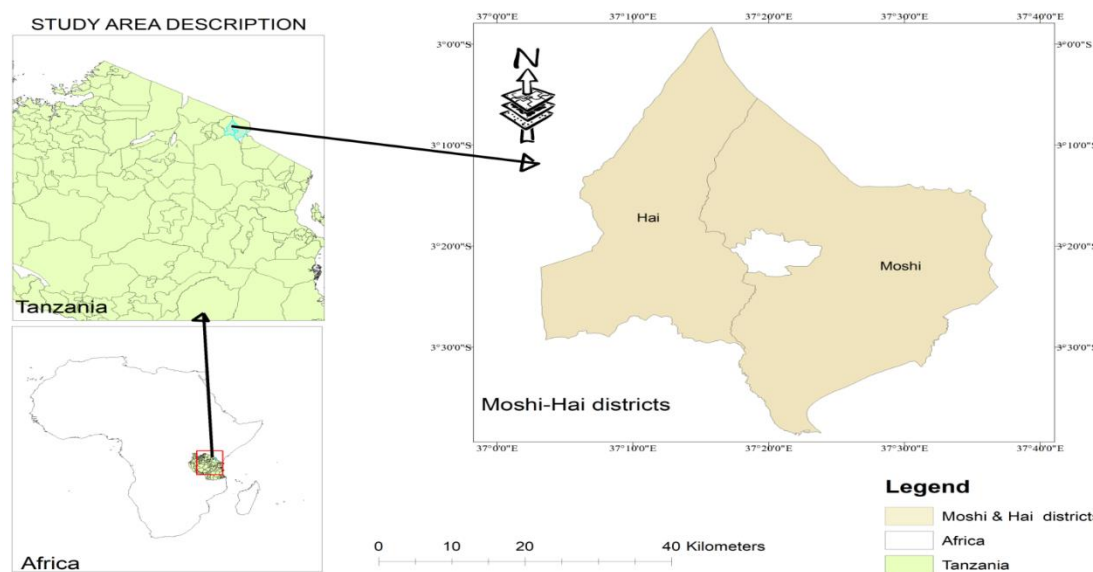 STUDY AREA DESCRIPTION
Tanzania
Africa
37°0'0"E 37°10'0"E 37°20'0"E 37°30'0"E 37°40'0"E
3°0'0"S 3°0'0"S
N
3°10'0"S 3°10'0"S
Hai
3°20'0"S 3°20'0"S
Moshi
3°30'0"S 3°30'0"S
Moshi-Hai districts
37°0'0"E 37°10'0"E 37°20'0"E 37°30'0"E 37°40'0"E
0 10 20 40 Kilometers
Legend
Moshi & Hai districts
Africa
Tanzania